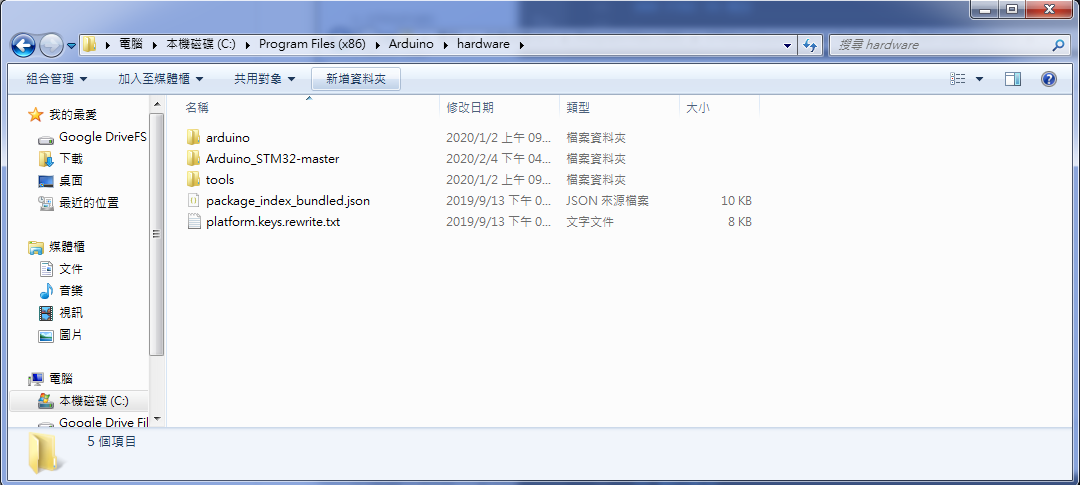 電腦 本機磁碟 (C:) Program Files (x86) Arduino hardware
搜尋 hardware
組合管理 加入至媒體櫃 共用對象 新增資料夾
我的最愛
Google DriveFS
下載
桌面
最近的位置
媒體櫃
文件
音樂
視訊
圖片
電腦
本機磁碟 (C:)
Google Drive Fil
名稱 修改日期 類型 大小
arduino 2020/1/2 上午 09... 檔案資料夾
Arduino_STM32-master 2020/2/4 下午 04... 檔案資料夾
tools 2020/1/2 上午 09... 檔案資料夾
package_index_bundled.json 2019/9/13 下午 0... JSON 來源檔案 10 KB
platform.keys.rewrite.txt 2019/9/13 下午 0... 文字文件 8 KB
5 個項目